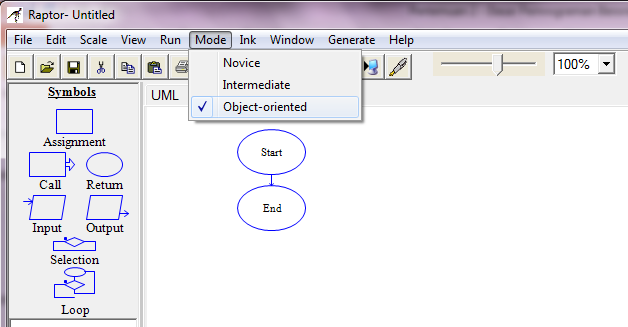 Raptor- Untitled
File Edit Scale View Run Mode Ink Window Generate Help
Novice
Intermediate
Object-oriented
100%
Symbols
UML
Assignment
Call Return
Input Output
Selection
Loop
Start
End